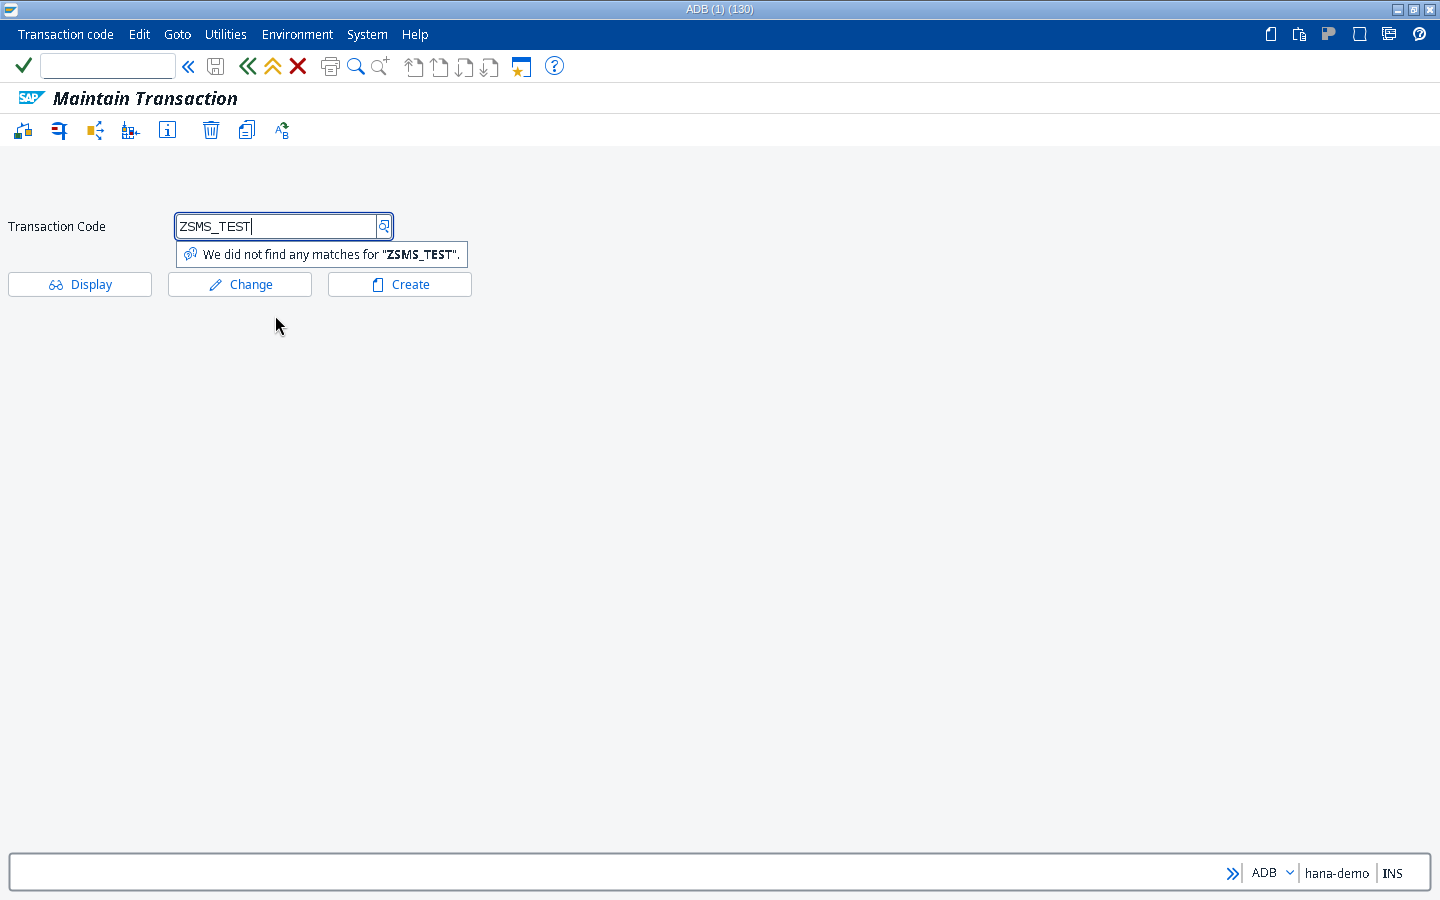 ADB (1) (130)
Transaction code Edit Goto Utilities Environment System Help
SAP Maintain Transaction
Transaction Code ZSMS_TEST
We did not find any matches for "ZSMS_TEST".
Display Change Create
ADB hana-demo INS